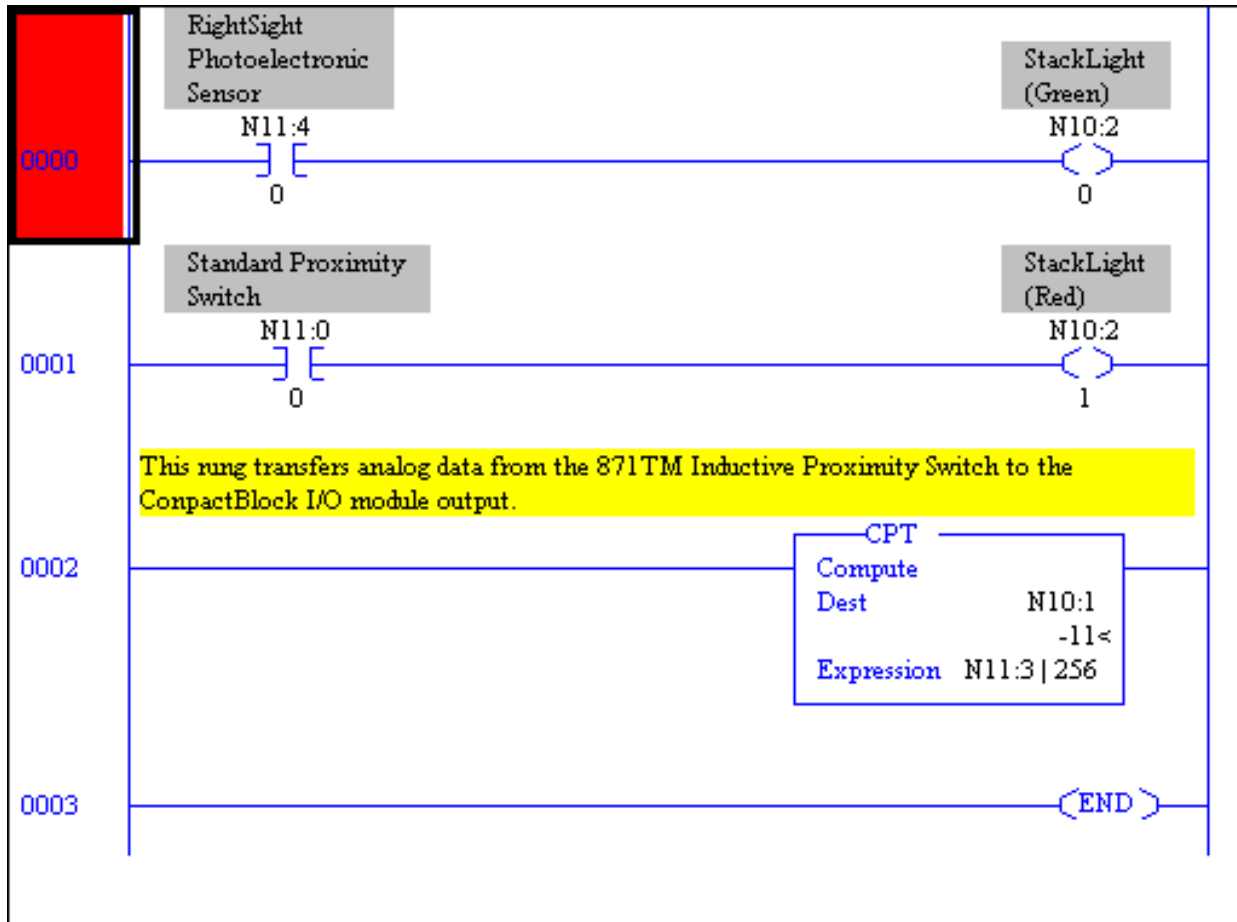 RightSight
Photoelectronic
Sensor
StackLight
(Green)
N11:4
N10:2
0000
0
0
Standard Proximity
Switch
StackLight
(Red)
N11:0
N10:2
0001
0
1
This rung transfers analog data from the 871TM Inductive Proximity Switch to the
ConpactBlock I/O module output.
CPT
0002
Compute
Dest N10:1
-11<
Expression N11:3 | 256
0003
END